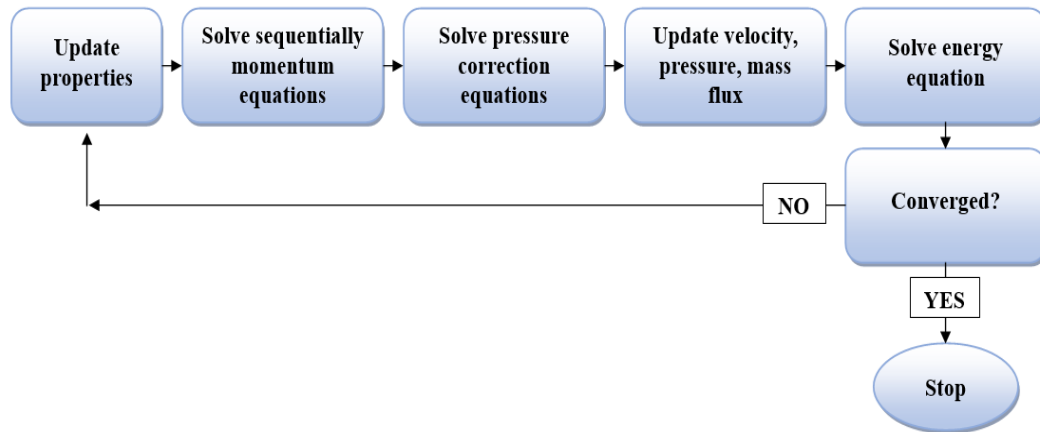 Update
properties
Solve sequentially
momentum
equations
Solve pressure
correction
equations
Update velocity,
pressure, mass
flux
Solve energy
equation
Converged?
NO
YES
Stop